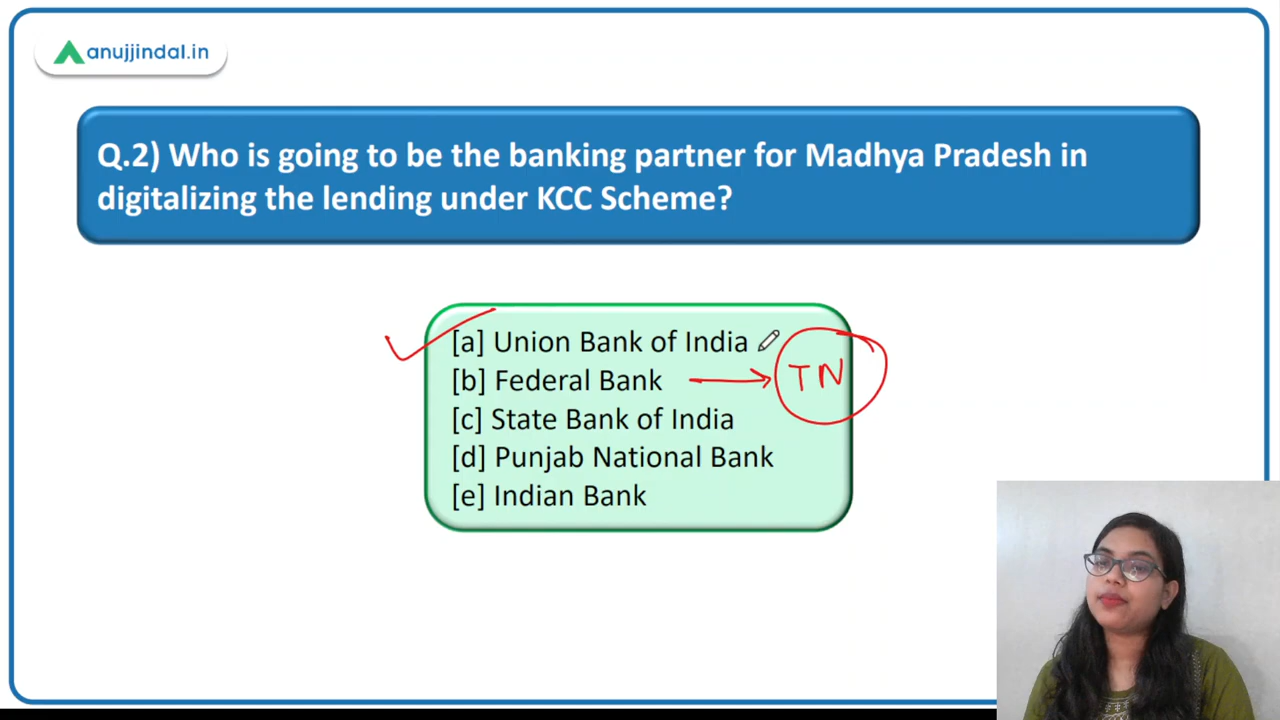 anujjindal.in
Q.2) Who is going to be the banking partner for Madhya Pradesh in
digitalizing the lending under KCC Scheme?
[a] Union Bank of India
[b] Federal Bank → TN
[c] State Bank of India
[d] Punjab National Bank
[e] Indian Bank